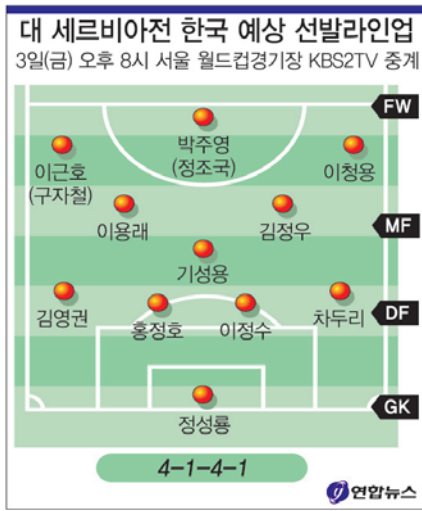 대 세르비아전 한국 예상 선발라인업
3일(금) 오후 8시 서울 월드컵경기장 KBS2TV 중계
FW
박주영
(정조국)
이근호
(구자철)
이청용
이용래
김정우
MF
기성용
김영권
홍정호
이정수
차두리
DF
정성룡
GK
4-1-4-1
연합뉴스